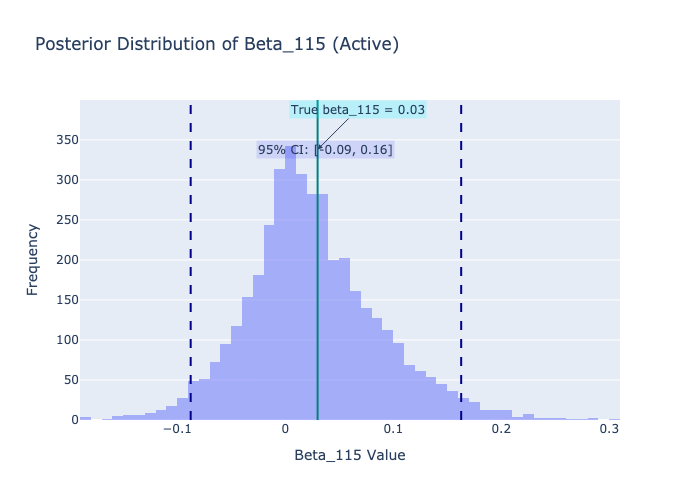 Posterior Distribution of Beta_115 (Active)
True beta_115 = 0.03
95% CI: [-0.09, 0.16]
350
300
250
200
150
100
50
0
Frequency
−0.1
0
0.1
0.2
0.3
Beta_115 Value